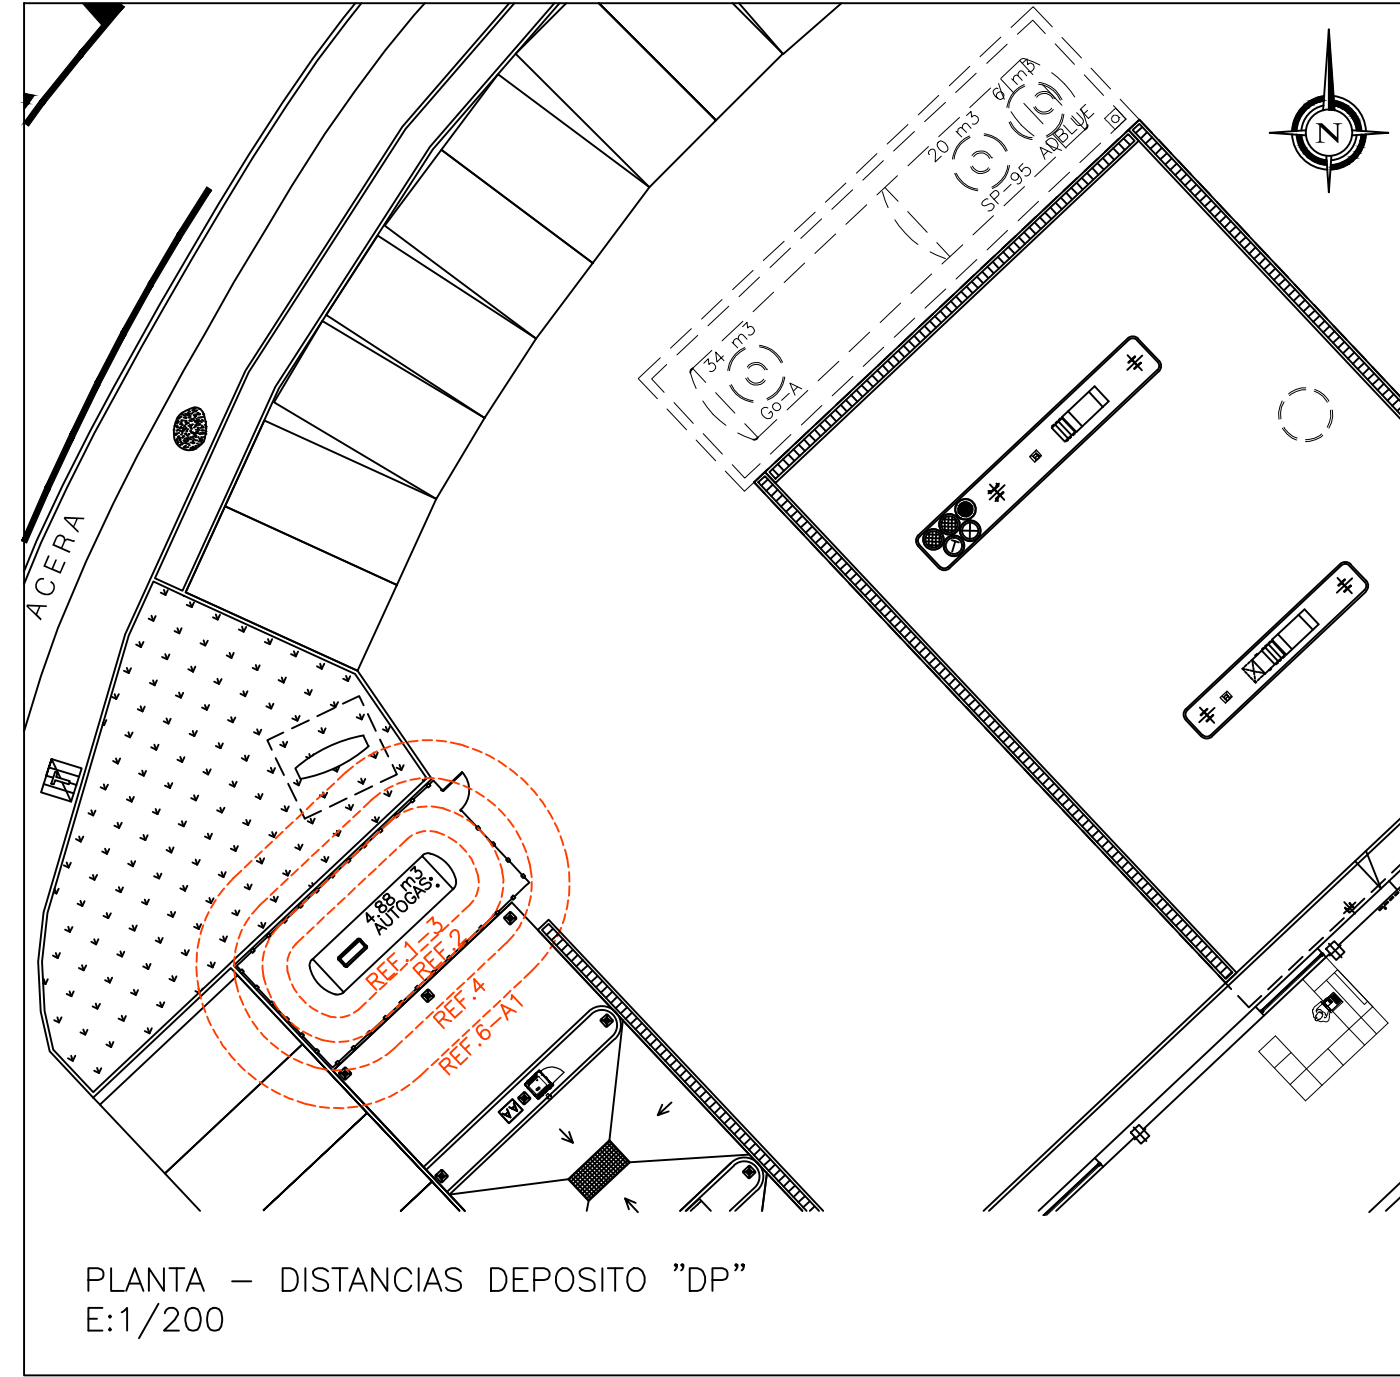 6 m3
20 m3
ADBLUE
SP-95
N
34 m3
Go-A
ACERA
4.88 m3
AUTOGAS
REF.1-3
REF.2
REF.4
REF.6-A1
AA
PLANTA - DISTANCIAS DEPOSITO "DP"
E:1/200